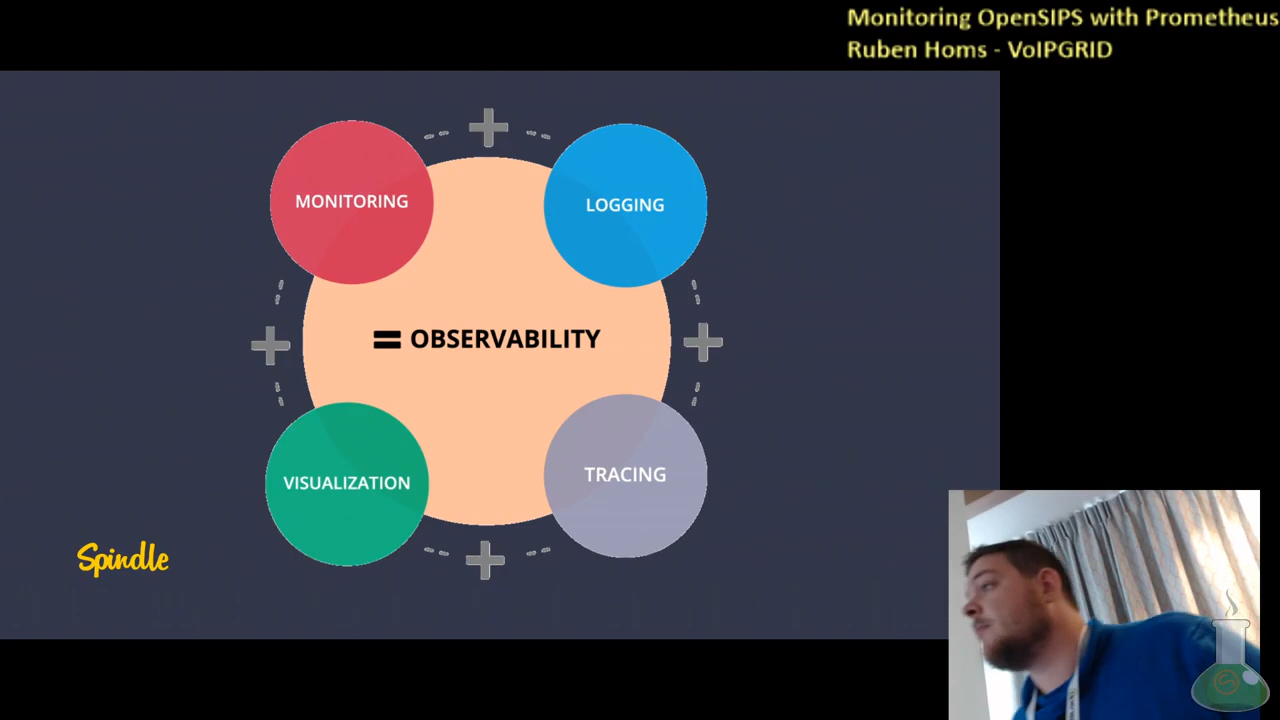 Monitoring OpenSIPS with Prometheus
Ruben Homs - VoIPGRID
MONITORING
LOGGING
= OBSERVABILITY
VISUALIZATION
TRACING
Spindle